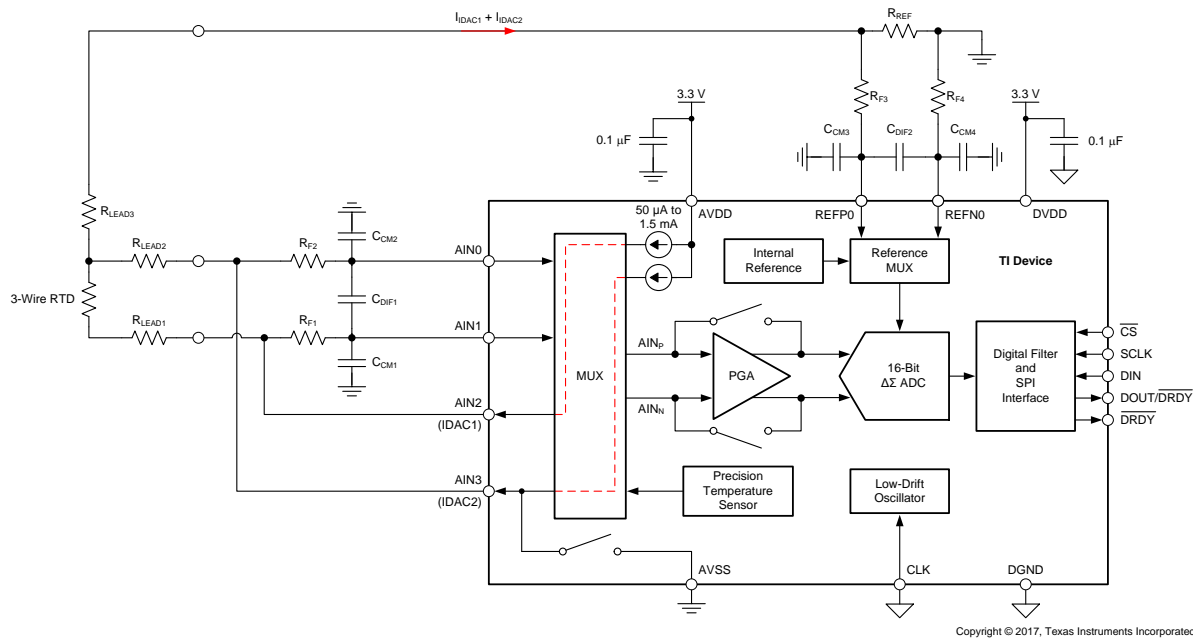 IIDAC1 + IIDAC2
RREF
3.3 V
RF3
RF4
3.3 V
0.1 μF
CCM3
CDIF2
CCM4
0.1 μF
RLEAD3
50 μA to
1.5 mA
AVDD
REFP0
REFN0
DVDD
RLEAD2
RF2
CCM2
AIN0
Internal
Reference
Reference
MUX
TI Device
3-Wire RTD
CDIF1
RLEAD1
RF1
AIN1
CCM1
MUX
AINP
PGA
16-Bit
ΔΣ ADC
Digital Filter
and
SPI
Interface
CS
SCLK
DIN
DOUT/DRDY
DRDY
AIN2
(IDAC1)
AINN
AIN3
(IDAC2)
Precision
Temperature
Sensor
Low-Drift
Oscillator
AVSS
CLK
DGND
Copyright © 2017, Texas Instruments Incorporated